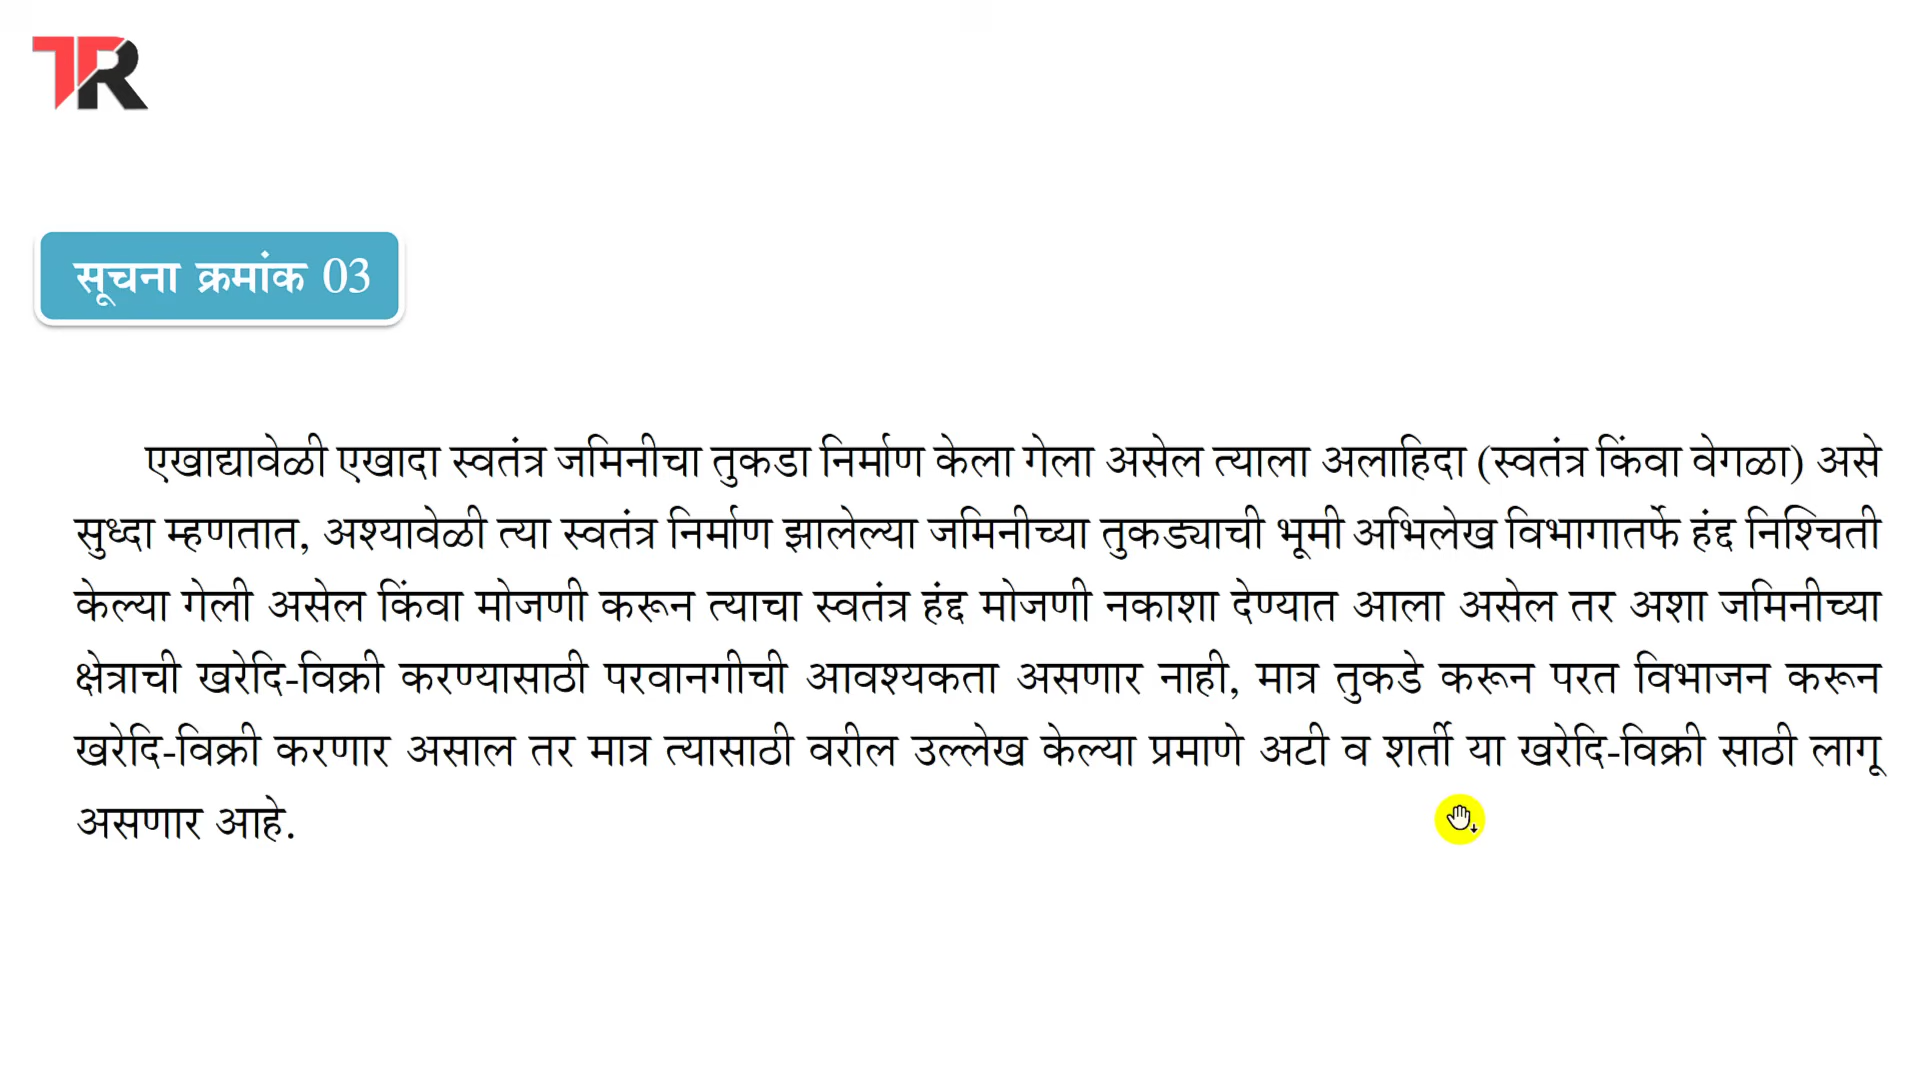 TR
सूचना क्रमांक 03
एखाद्यावेळी एखादा स्वतंत्र जमिनीचा तुकडा निर्माण केला गेला असेल त्याला अलाहिदा (स्वतंत्र किंवा वेगळा) असे
सुध्दा म्हणतात, अश्यावेळी त्या स्वतंत्र निर्माण झालेल्या जमिनीच्या तुकड्याची भूमी अभिलेख विभागातर्फे हंद्द निश्चिती
केल्या गेली असेल किंवा मोजणी करून त्याचा स्वतंत्र हंद्द मोजणी नकाशा देण्यात आला असेल तर अशा जमिनीच्या
क्षेत्राची खरेदि-विक्री करण्यासाठी परवानगीची आवश्यकता असणार नाही, मात्र तुकडे करून परत विभाजन करून
खरेदि-विक्री करणार असाल तर मात्र त्यासाठी वरील उल्लेख केल्या प्रमाणे अटी व शर्ती या खरेदि-विक्री साठी लागू
असणार आहे.